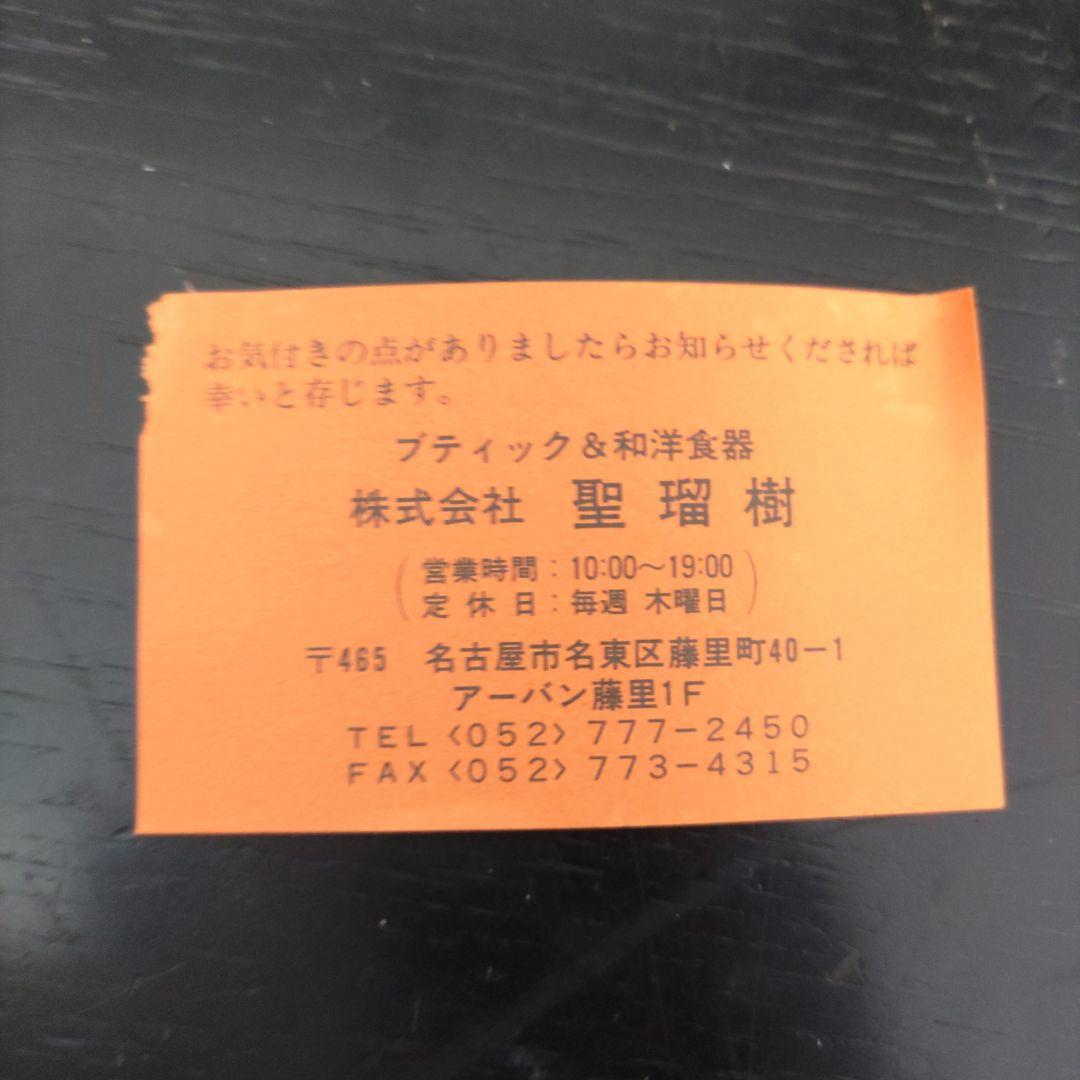 お気付きの点がありましたらお知らせくだされば
幸いと存じます。
ブティック＆和洋食器
株式会社 聖瑠樹
営業時間：10:00〜19:00
定休日：毎週 木曜日
〒465 名古屋市名東区藤里町40−1
アーバン藤里1F
TEL〈052〉777−2450
FAX〈052〉773−4315